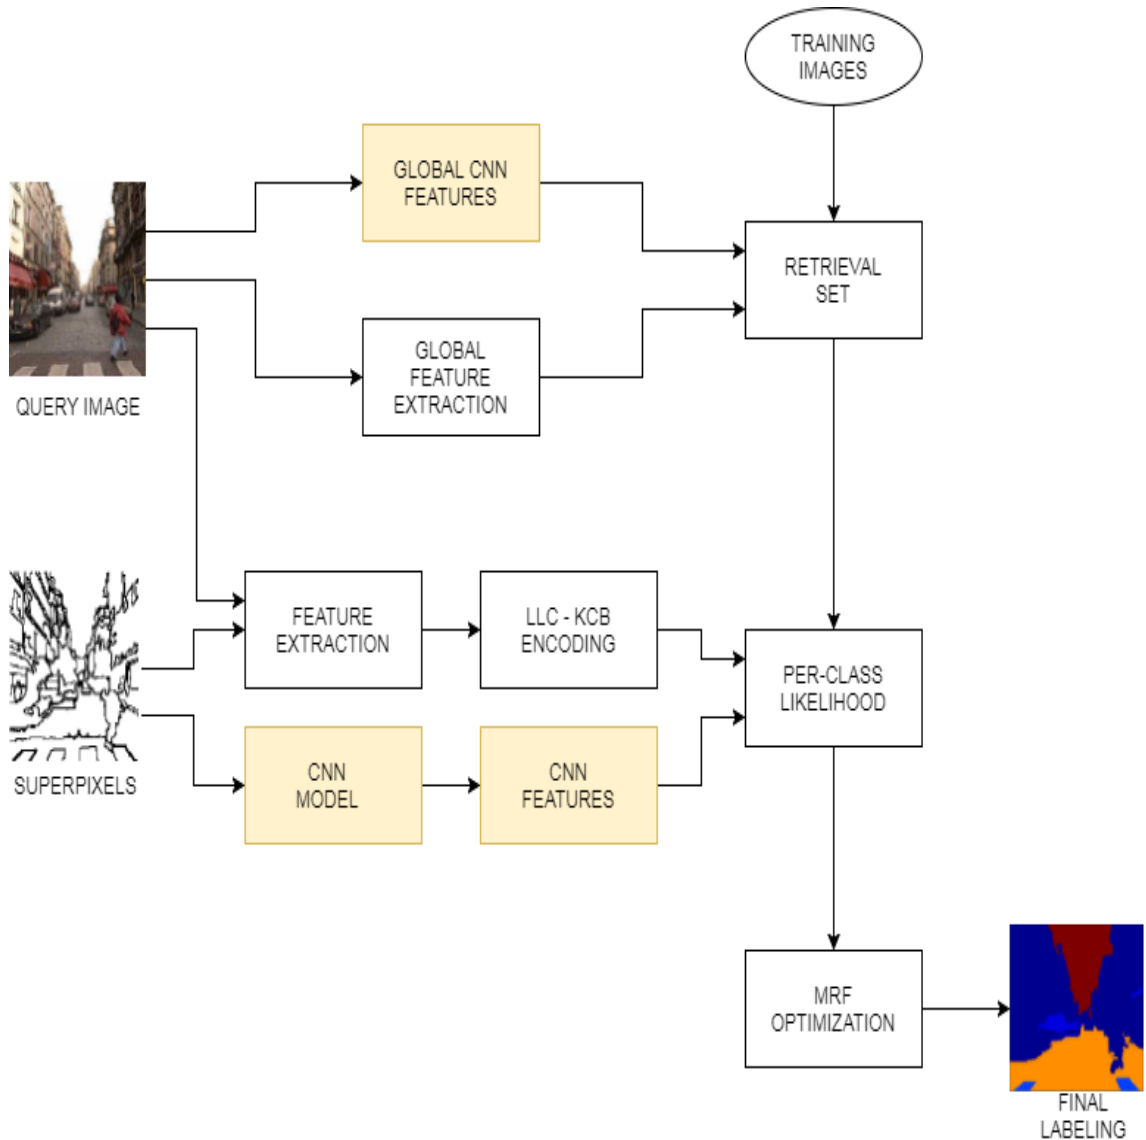 TRAINING
IMAGES
GLOBAL CNN
FEATURES
RETRIEVAL
SET
GLOBAL
FEATURE
EXTRACTION
QUERY IMAGE
FEATURE
EXTRACTION
LLC - KCB
ENCODING
PER-CLASS
LIKELIHOOD
SUPERPIXELS
CNN
MODEL
CNN
FEATURES
MRF
OPTIMIZATION
FINAL
LABELING